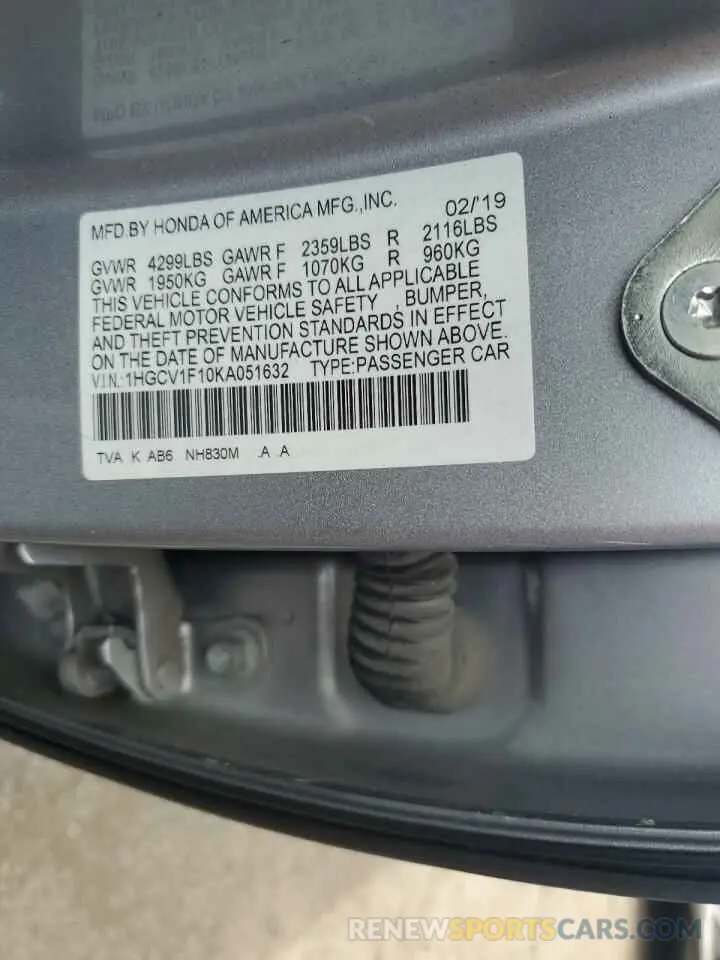 MFD.BY HONDA OF AMERICA MFG.,INC. 02/'19
GVWR 4299LBS GAWR F 2359LBS R 2116LBS
GVWR 1950KG GAWR F 1070KG R 960KG
THIS VEHICLE CONFORMS TO ALL APPLICABLE
FEDERAL MOTOR VEHICLE SAFETY , BUMPER,
AND THEFT PREVENTION STANDARDS IN EFFECT
ON THE DATE OF MANUFACTURE SHOWN ABOVE.
V.I.N.:1HGCV1F10KA051632 TYPE:PASSENGER CAR
TVA K AB6 NH830M .A .A
RENEWSPORTSCARS.COM